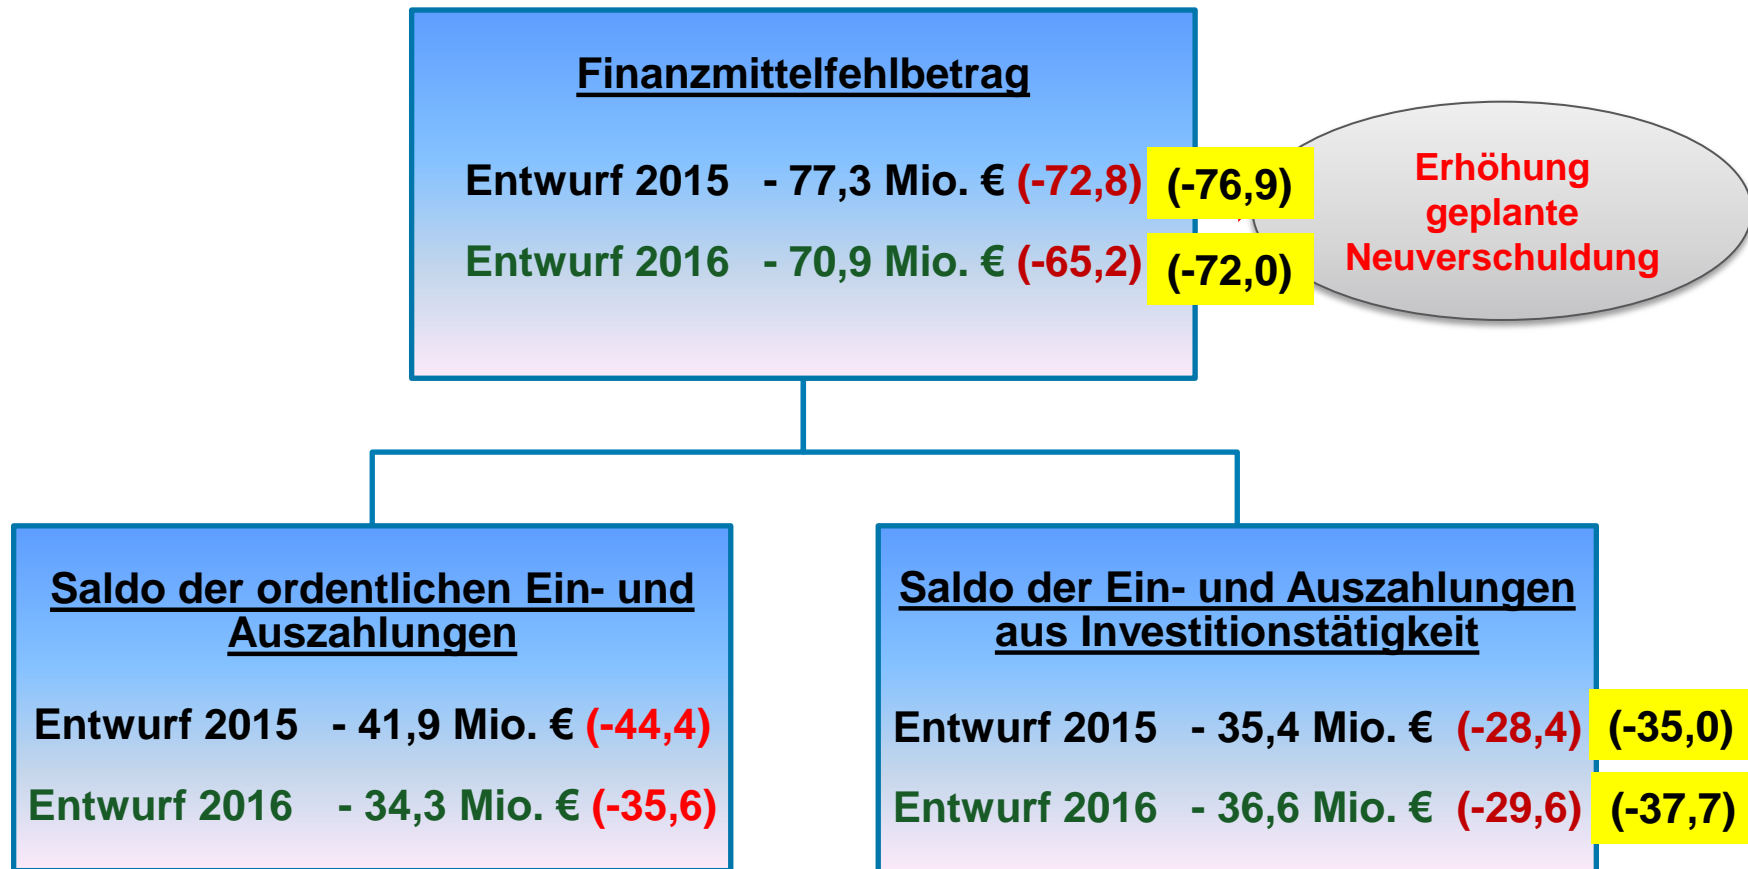 Finanzmittelfehlbetrag
Entwurf 2015 - 77,3 Mio. € (-72,8) (-76,9)
Entwurf 2016 - 70,9 Mio. € (-65,2) (-72,0)
Erhöhung
geplante
Neuverschuldung
Saldo der ordentlichen Ein- und
Auszahlungen
Entwurf 2015 - 41,9 Mio. € (-44,4)
Entwurf 2016 - 34,3 Mio. € (-35,6)
Saldo der Ein- und Auszahlungen
aus Investitionstätigkeit
Entwurf 2015 - 35,4 Mio. € (-28,4) (-35,0)
Entwurf 2016 - 36,6 Mio. € (-29,6) (-37,7)